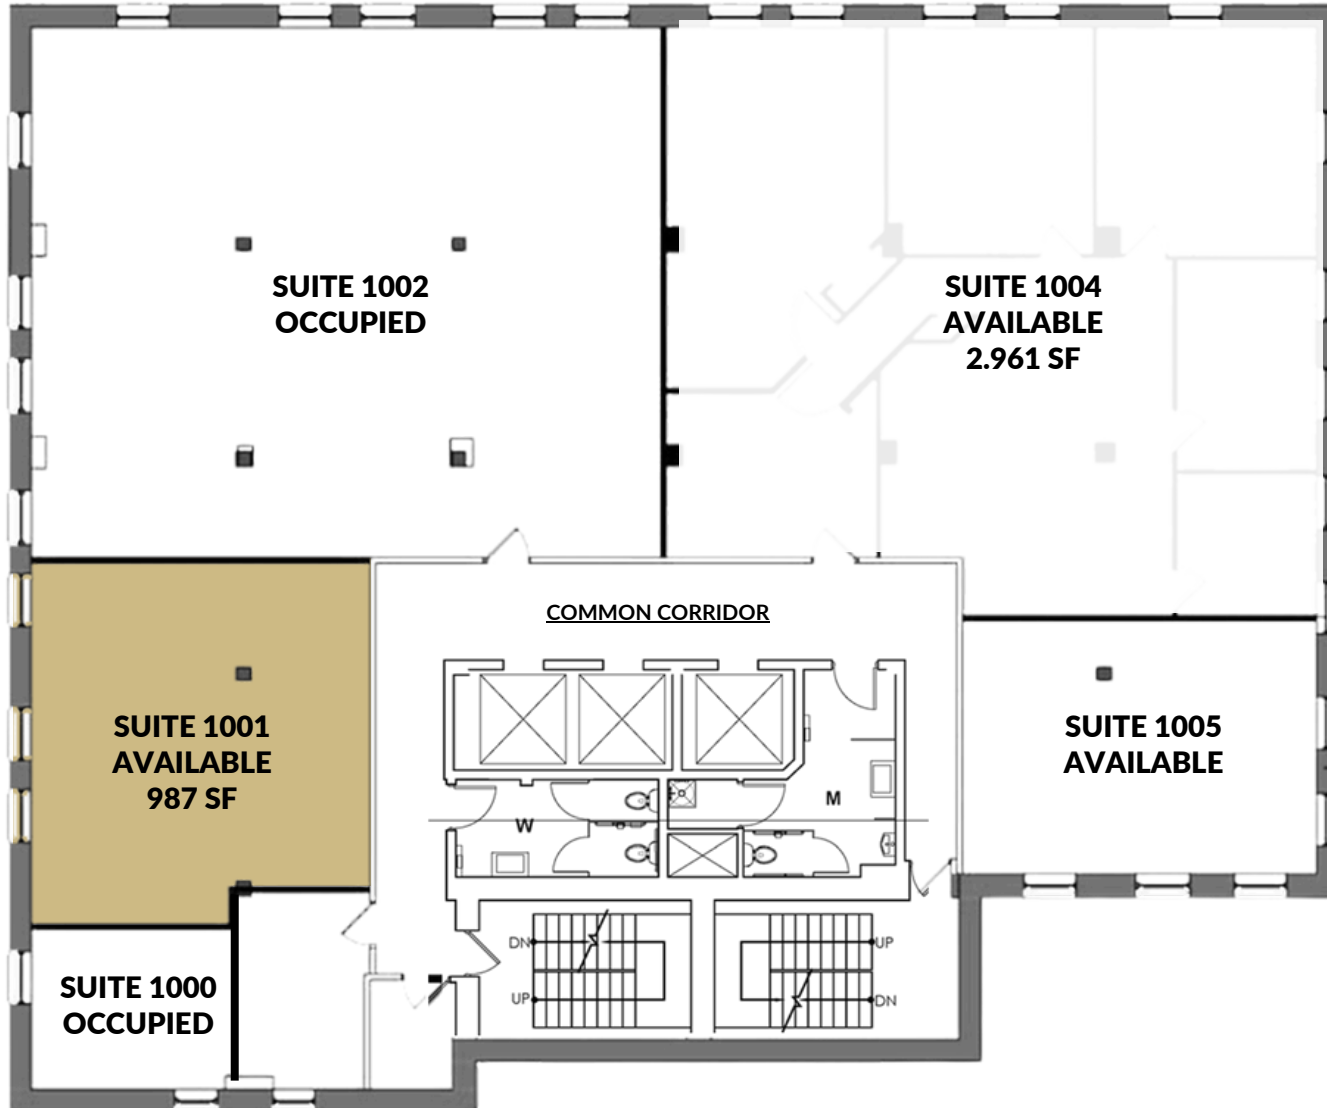 SUITE 1002
OCCUPIED
SUITE 1004
AVAILABLE
2.961 SF
COMMON CORRIDOR
SUITE 1001
AVAILABLE
987 SF
SUITE 1005
AVAILABLE
M
W
DN
UP
UP
DN
SUITE 1000
OCCUPIED